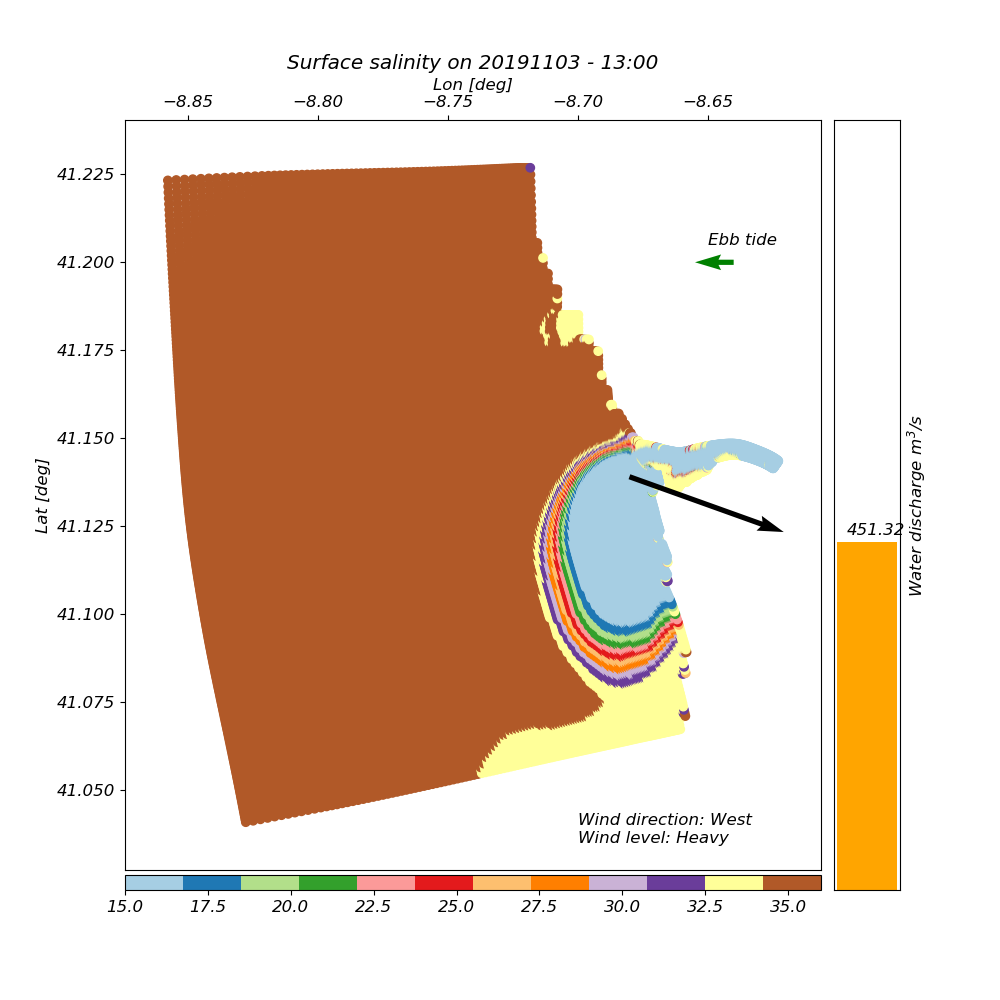 Surface salinity on 20191103 - 13:00
Lon [deg]
−8.85 −8.80 −8.75 −8.70 −8.65
41.225
41.200
41.175
41.150
41.125
41.100
41.075
41.050
Lat [deg]
Ebb tide
451.32
Water discharge m³/s
Wind direction: West
Wind level: Heavy
15.0 17.5 20.0 22.5 25.0 27.5 30.0 32.5 35.0